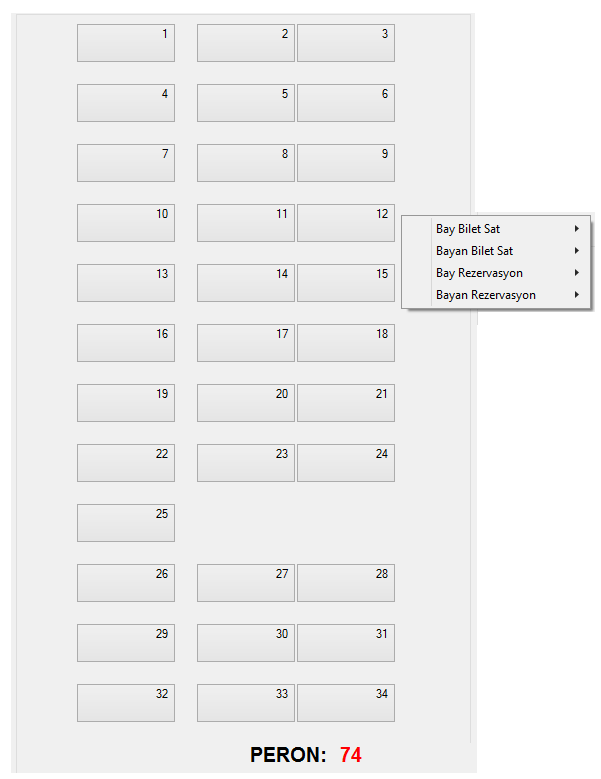 1 2 3
4 5 6
7 8 9
10 11 12
Bay Bilet Sat
Bayan Bilet Sat
Bay Rezervasyon
Bayan Rezervasyon
13 14 15
16 17 18
19 20 21
22 23 24
25
26 27 28
29 30 31
32 33 34
PERON: 74